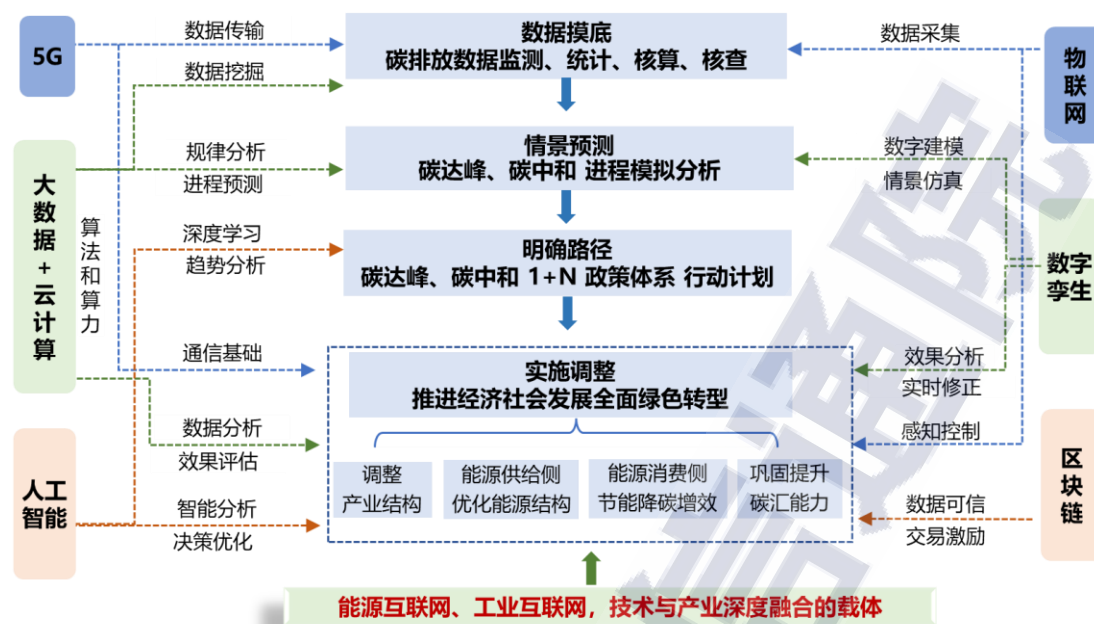 5G
数据传输
数据挖掘
数据摸底
碳排放数据监测、统计、核算、核查
数据采集
物
联
网
大
数
据
+
云
计
算
算
法
和
算
力
规律分析
进程预测
情景预测
碳达峰、碳中和 进程模拟分析
数字建模
情景仿真
深度学习
趋势分析
明确路径
碳达峰、碳中和 1+N 政策体系 行动计划
数字
孪生
通信基础
实施调整
推进经济社会发展全面绿色转型
效果分析
实时修正
数据分析
效果评估
感知控制
调整
产业结构
能源供给侧
优化能源结构
能源消费侧
节能降碳增效
巩固提升
碳汇能力
人工
智能
智能分析
决策优化
数据可信
交易激励
区
块
链
能源互联网、工业互联网，技术与产业深度融合的载体
信通院